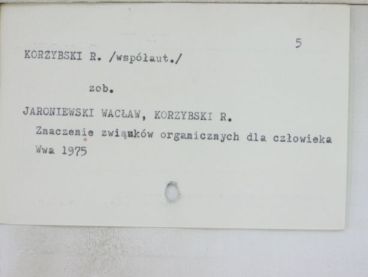 5
KORZYBSKI R. /współaut./
zob.
JARONIEWSKI WACŁAW, KORZYBSKI R.
Znaczenie związków organicznych dla człowieka
Wwa 1975